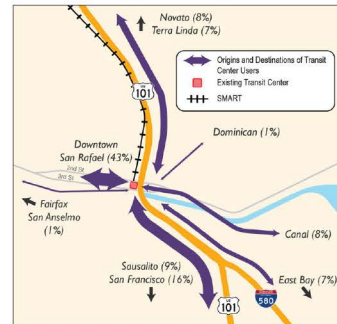 Novato (8%)
Terra Linda (7%)
US
101
Origins and Destinations of Transit
Center Users
Existing Transit Center
SMART
Dominican (1%)
Downtown
San Rafael (43%)
2nd St
3rd St
Fairfax
San Anselmo
(1%)
Canal (8%)
Sausalito (9%)
San Francisco (16%)
East Bay (7%)
US
101
580